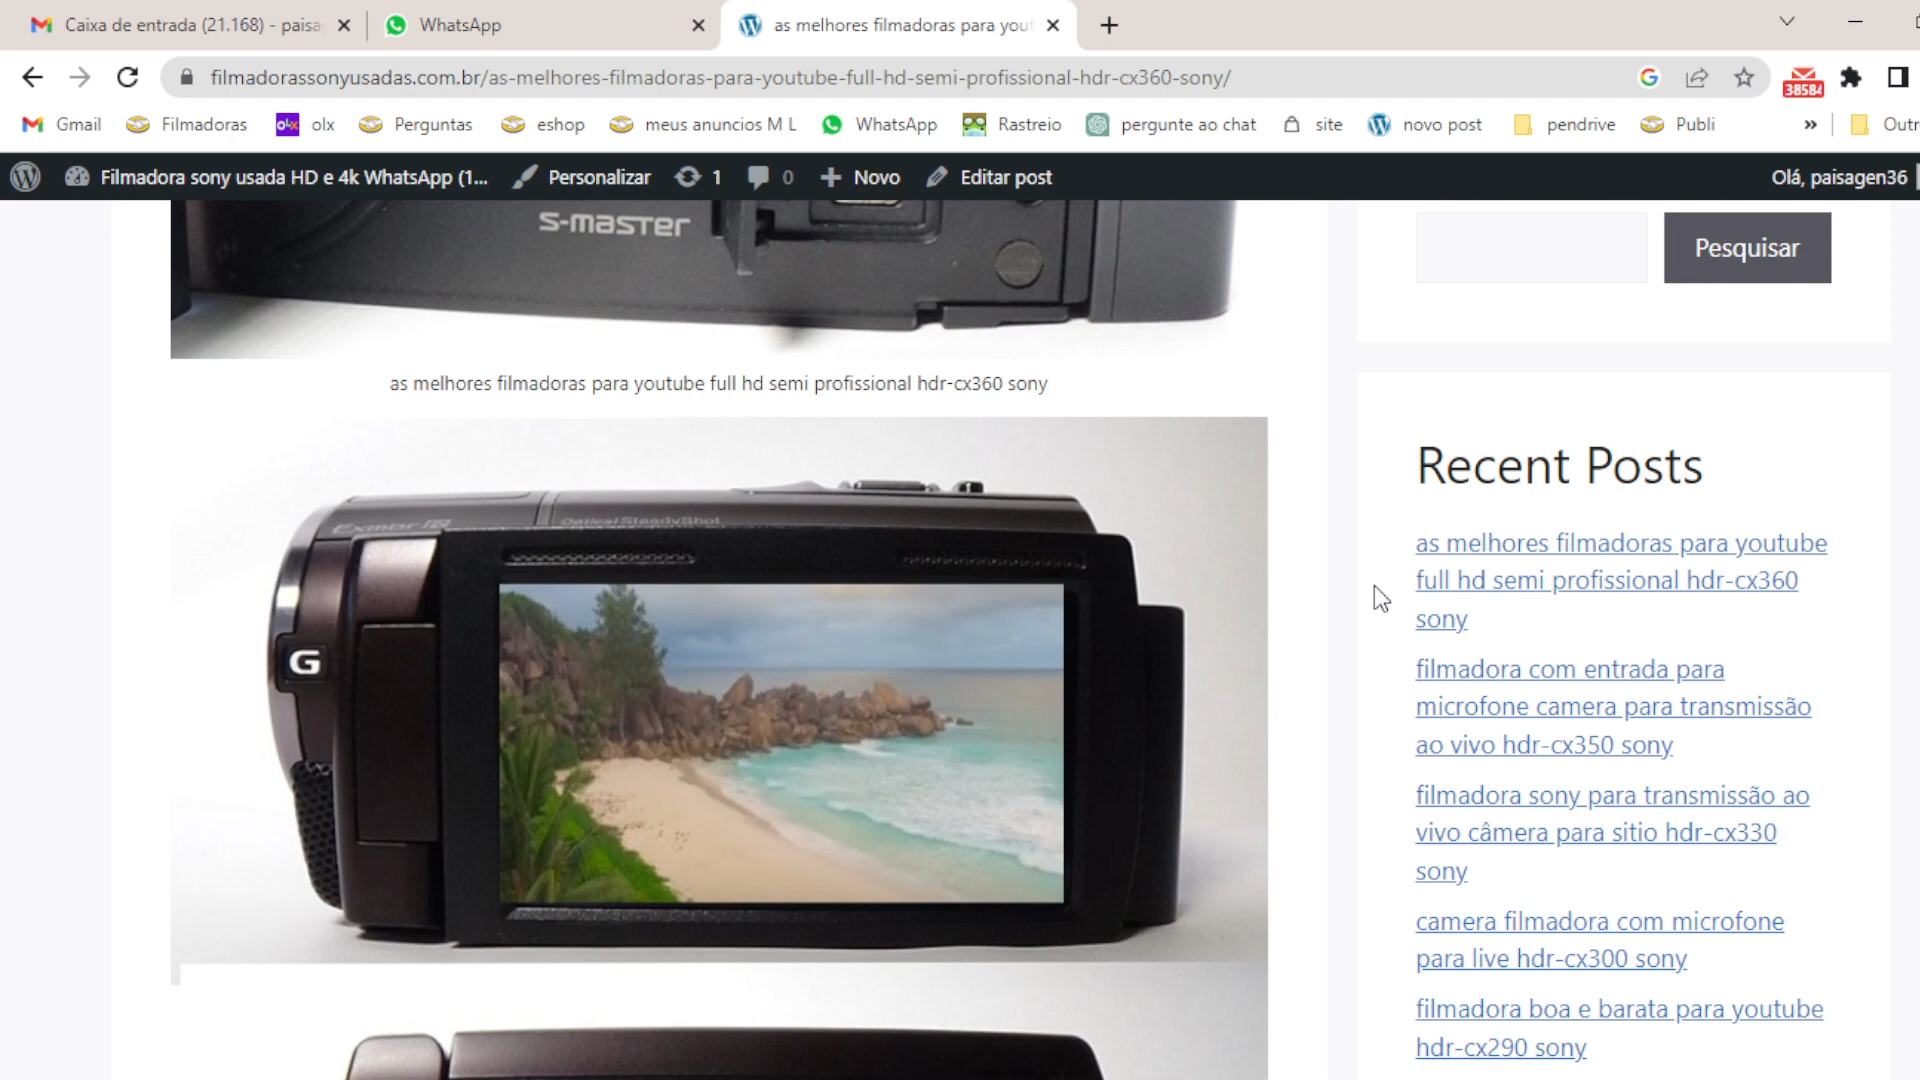 Caixa de entrada (21.168) - paisa
WhatsApp
as melhores filmadoras para yout
filmadorassonyusadas.com.br/as-melhores-filmadoras-para-youtube-full-hd-semi-profissional-hdr-cx360-sony/
38584
Gmail
Filmadoras
olx
olx
Perguntas
eshop
meus anuncios M L
WhatsApp
Rastreio
pergunte ao chat
site
novo post
pendrive
Publi
»
Outr
Filmadora sony usada HD e 4k WhatsApp (1...
Personalizar
1
0
Novo
Editar post
Olá, paisagen36
S-master
Pesquisar
as melhores filmadoras para youtube full hd semi profissional hdr-cx360 sony
Exmor R
Optical SteadyShot
G
Recent Posts
as melhores filmadoras para youtube
full hd semi profissional hdr-cx360
sony
filmadora com entrada para
microfone camera para transmissão
ao vivo hdr-cx350 sony
filmadora sony para transmissão ao
vivo câmera para sitio hdr-cx330
sony
camera filmadora com microfone
para live hdr-cx300 sony
filmadora boa e barata para youtube
hdr-cx290 sony